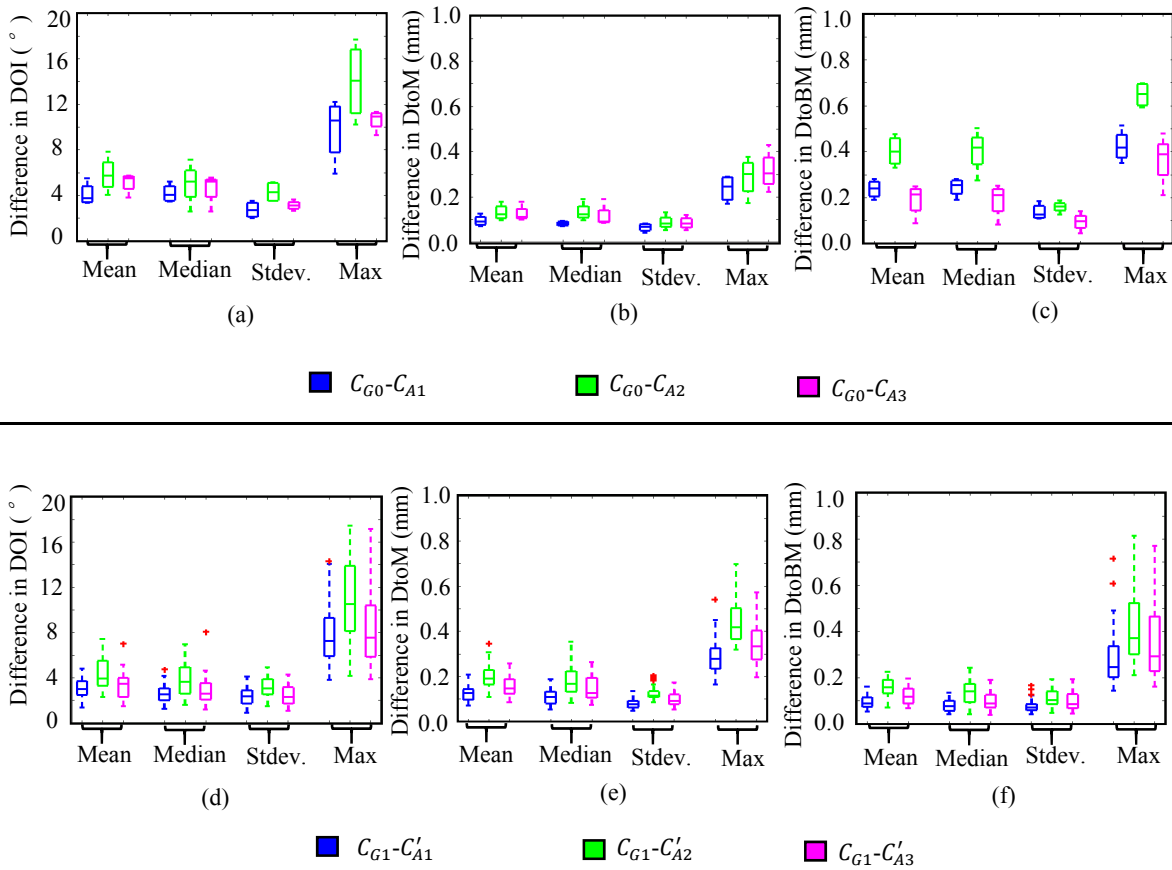 Difference in DOI ( ° )
20
16
12
8
4
0
Mean
Median
Stdev.
Max
(a)
Difference in DtoM (mm)
1.0
0.8
0.6
0.4
0.2
0.0
Mean
Median
Stdev.
Max
(b)
Difference in DtoBM (mm)
1.0
0.8
0.6
0.4
0.2
0.0
Mean
Median
Stdev.
Max
(c)
C_{G0}-C_{A1}
C_{G0}-C_{A2}
C_{G0}-C_{A3}
Difference in DOI ( ° )
20
16
12
8
4
0
Mean
Median
Stdev.
Max
(d)
Difference in DtoM (mm)
1.0
0.8
0.6
0.4
0.2
0.0
Mean
Median
Stdev.
Max
(e)
Difference in DtoBM (mm)
1.0
0.8
0.6
0.4
0.2
0.0
Mean
Median
Stdev.
Max
(f)
C_{G1}-C'_{A1}
C_{G1}-C'_{A2}
C_{G1}-C'_{A3}